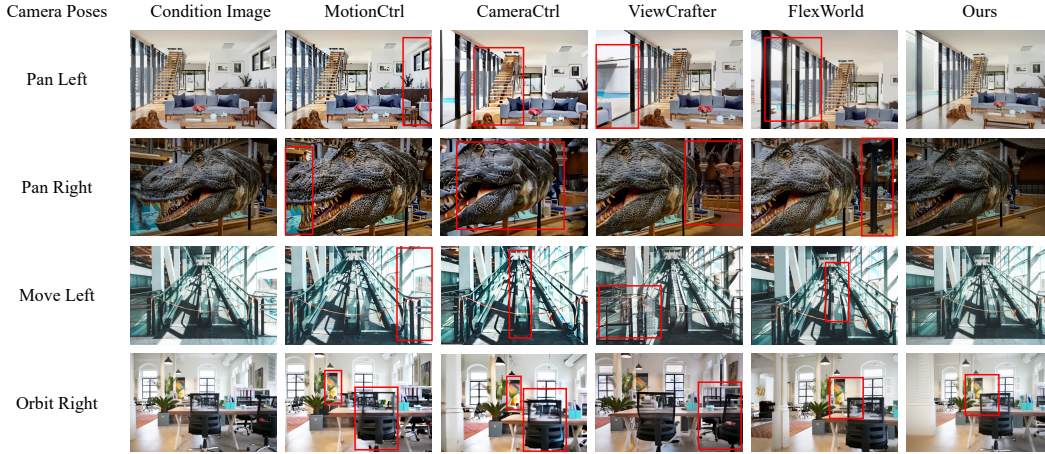 Camera Poses Condition Image MotionCtrl CameraCtrl ViewCrafter FlexWorld Ours
Pan Left
Pan Right
Move Left
Orbit Right